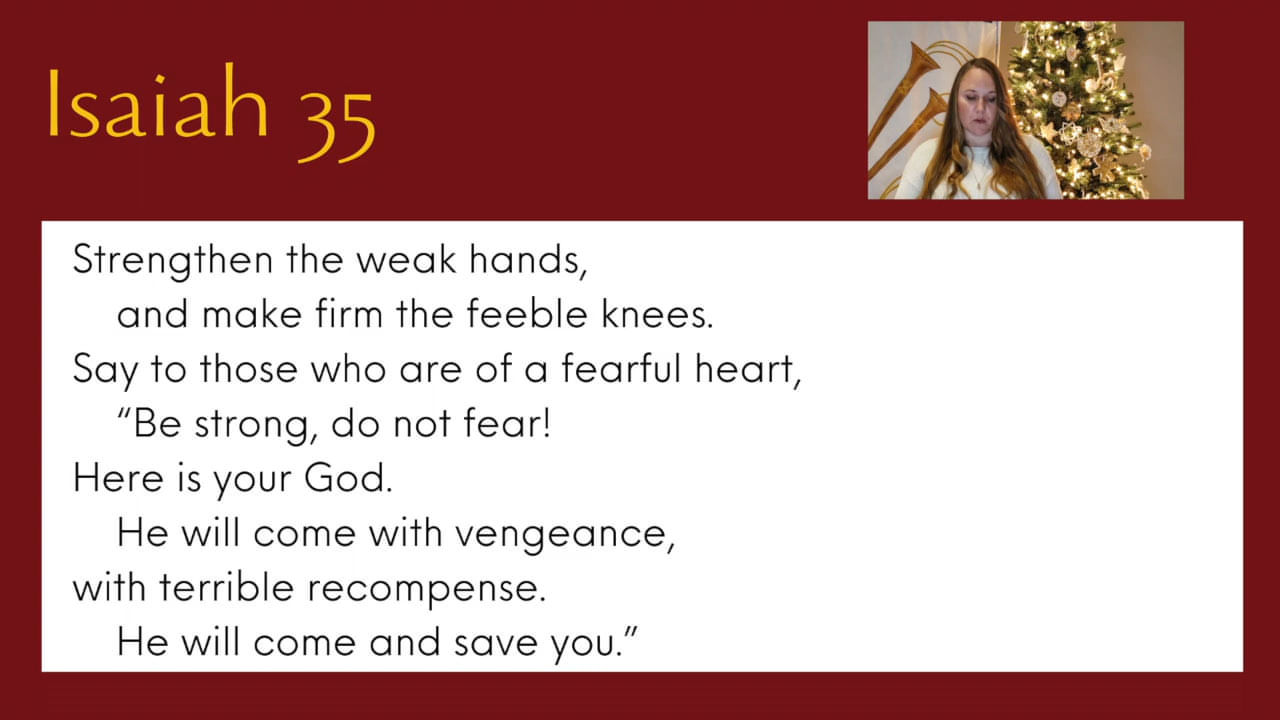 Isaiah 35
Strengthen the weak hands,
and make firm the feeble knees.
Say to those who are of a fearful heart,
“Be strong, do not fear!
Here is your God.
He will come with vengeance,
with terrible recompense.
He will come and save you.”